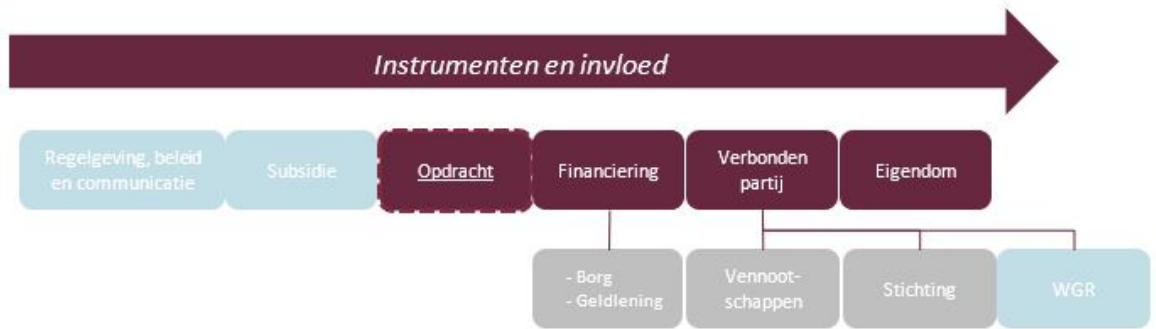 Instrumenten en invloed
Regelgeving, beleid
en communicatie
Subsidie
Opdracht
Financiering
Verbonden
partij
Eigendom
- Borg
- Geldlening
Vennoot-
schappen
Stichting
WGR